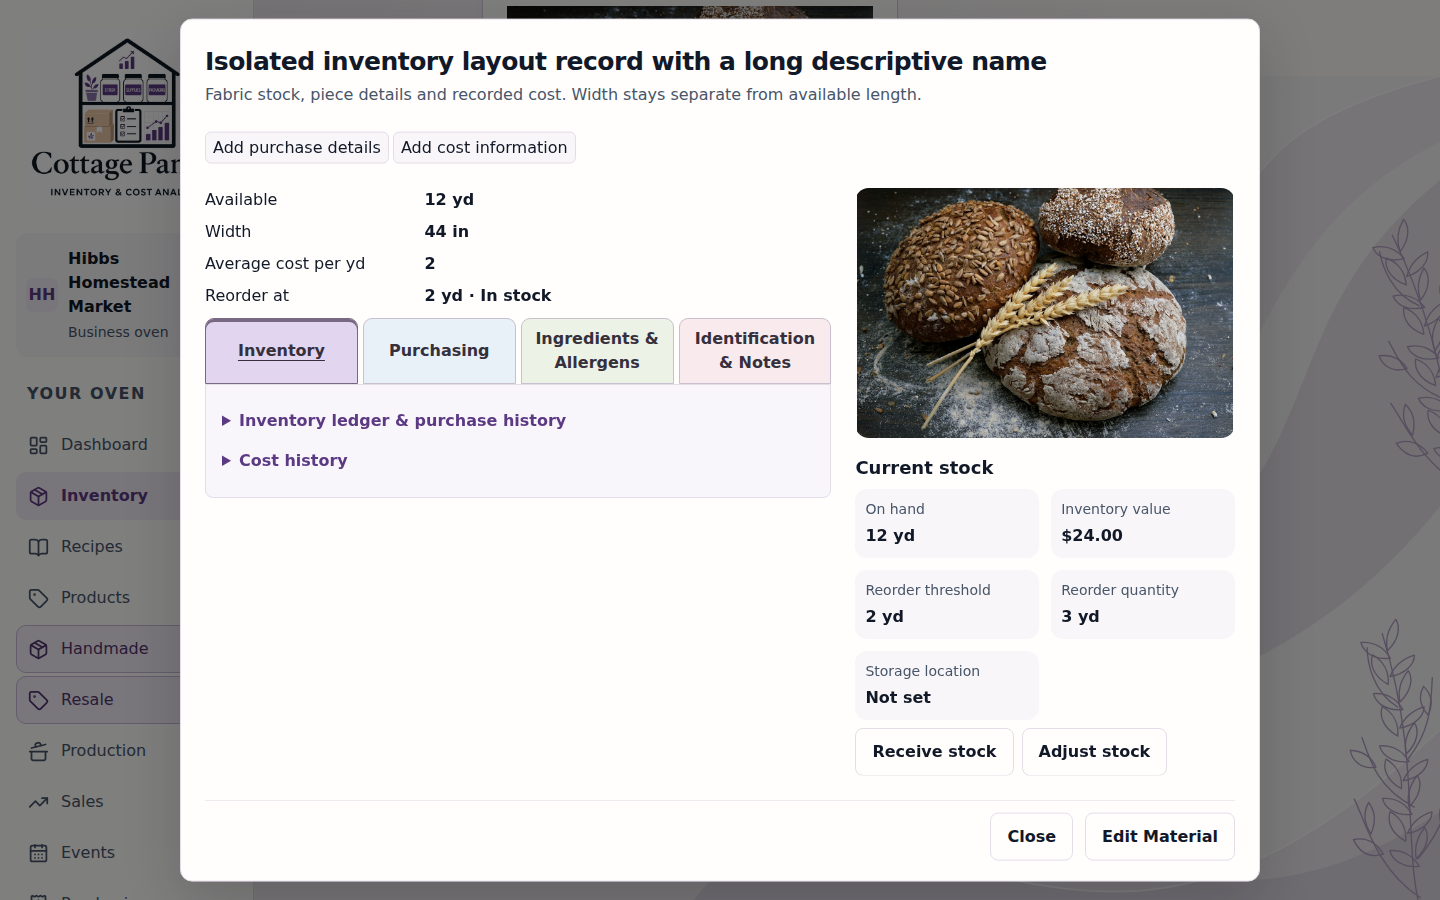 Isolated inventory layout record with a long descriptive name
Fabric stock, piece details and recorded cost. Width stays separate from available length.
Add purchase details
Add cost information
Available 12 yd
Width 44 in
Average cost per yd 2
Reorder at 2 yd · In stock
Inventory
Purchasing
Ingredients &
Allergens
Identification
& Notes
Inventory ledger & purchase history
Cost history
Current stock
On hand
12 yd
Inventory value
$24.00
Reorder threshold
2 yd
Reorder quantity
3 yd
Storage location
Not set
Receive stock
Adjust stock
Close
Edit Material
Cottage
INVENTORY & COST
HH
Hibbs
Homestead
Market
Business oven
YOUR OVEN
Dashboard
Inventory
Recipes
Products
Handmade
Resale
Production
Sales
Events